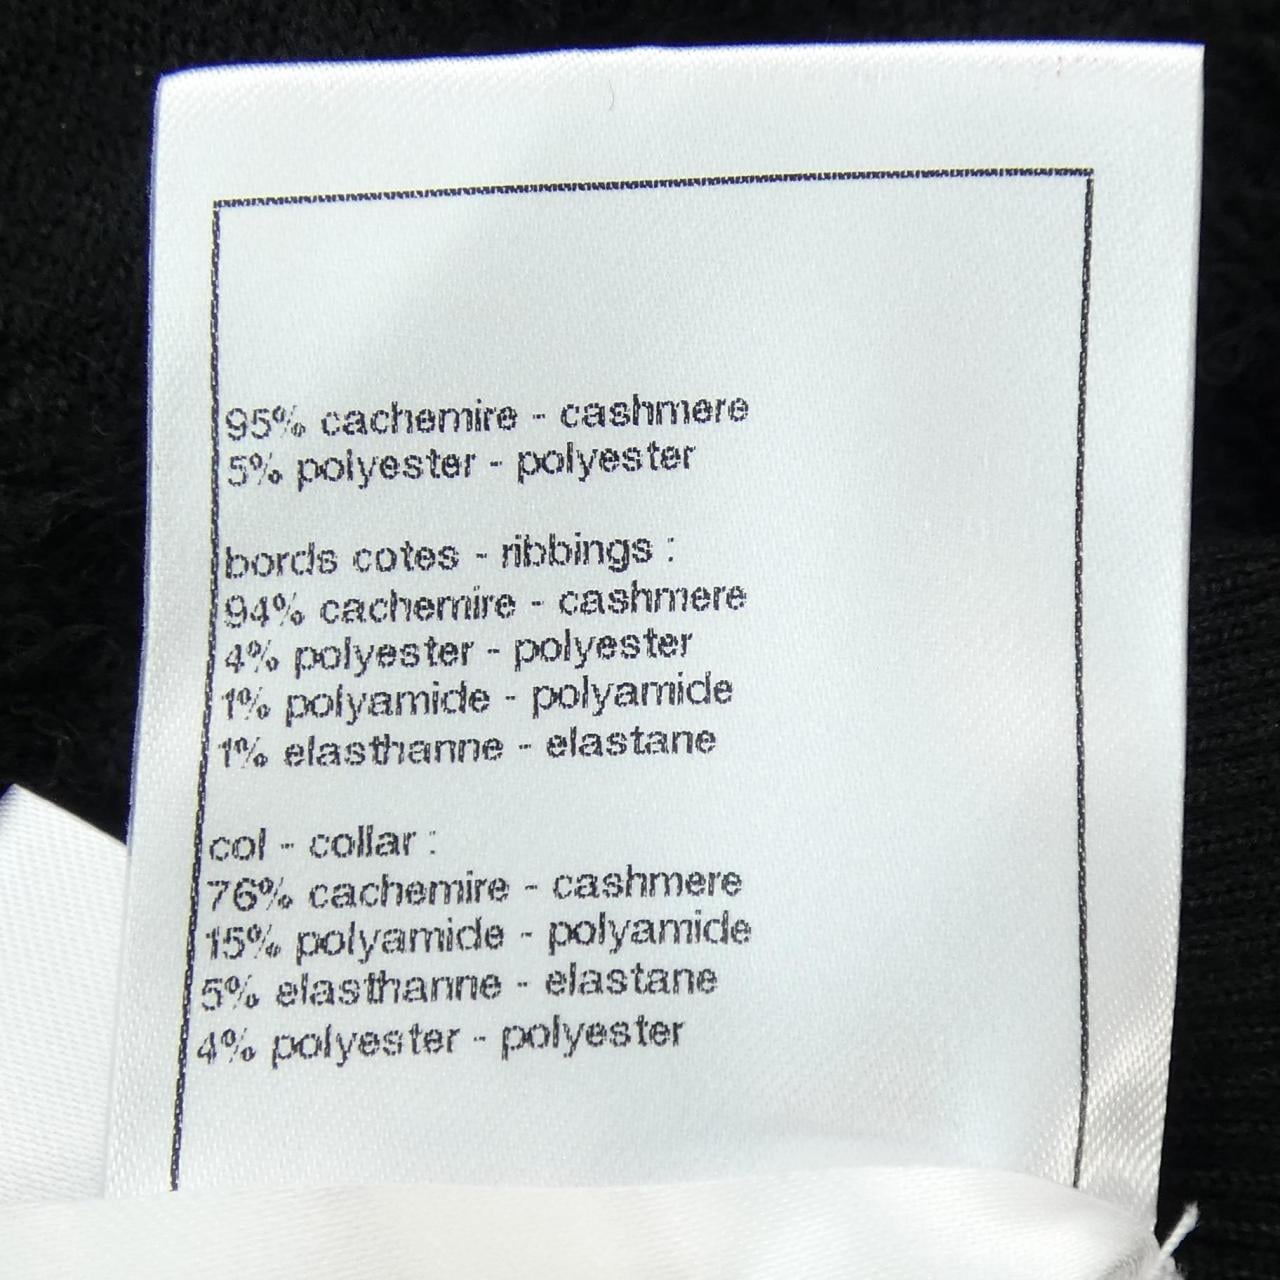 95% cachemire - cashmere
5% polyester - polyester
bords cotes - ribbings :
94% cachemire - cashmere
4% polyester - polyester
1% polyamide - polyamide
1% elasthanne - elastane
col - collar :
76% cachemire - cashmere
15% polyamide - polyamide
5% elasthanne - elastane
4% polyester - polyester